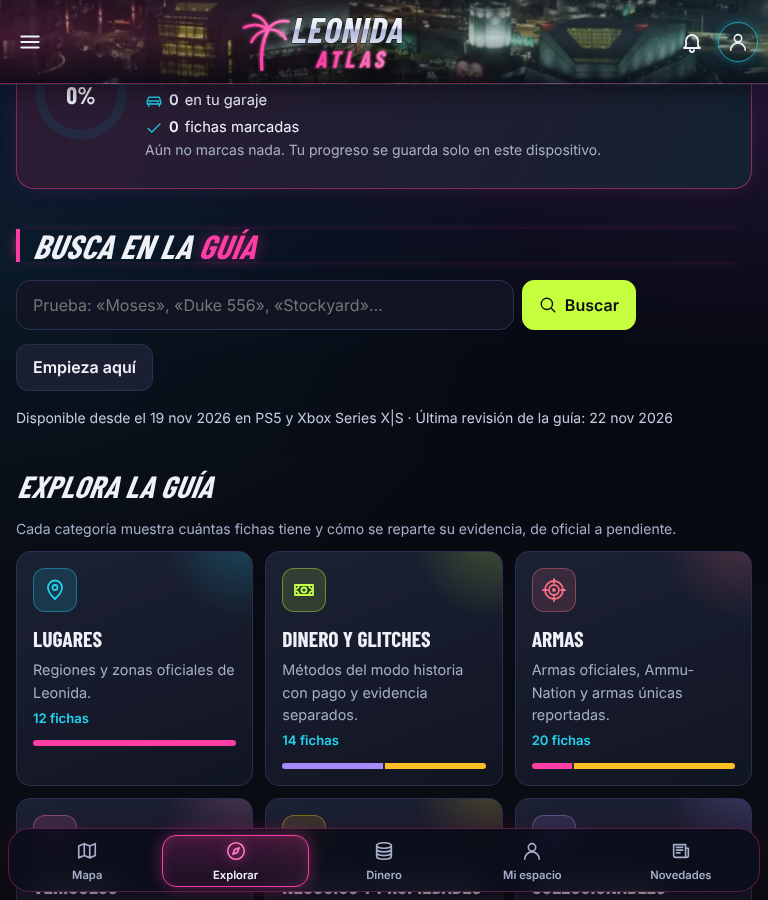 LEONIDA
ATLAS
0%
0 en tu garaje
0 fichas marcadas
Aún no marcas nada. Tu progreso se guarda solo en este dispositivo.
BUSCA EN LA GUÍA
Prueba: «Moses», «Duke 556», «Stockyard»...
Buscar
Empieza aquí
Disponible desde el 19 nov 2026 en PS5 y Xbox Series X|S · Última revisión de la guía: 22 nov 2026
EXPLORA LA GUÍA
Cada categoría muestra cuántas fichas tiene y cómo se reparte su evidencia, de oficial a pendiente.
LUGARES
Regiones y zonas oficiales de
Leonida.
12 fichas
DINERO Y GLITCHES
Métodos del modo historia
con pago y evidencia
separados.
14 fichas
ARMAS
Armas oficiales, Ammu-
Nation y armas únicas
reportadas.
20 fichas
Mapa
Explorar
Dinero
Mi espacio
Novedades